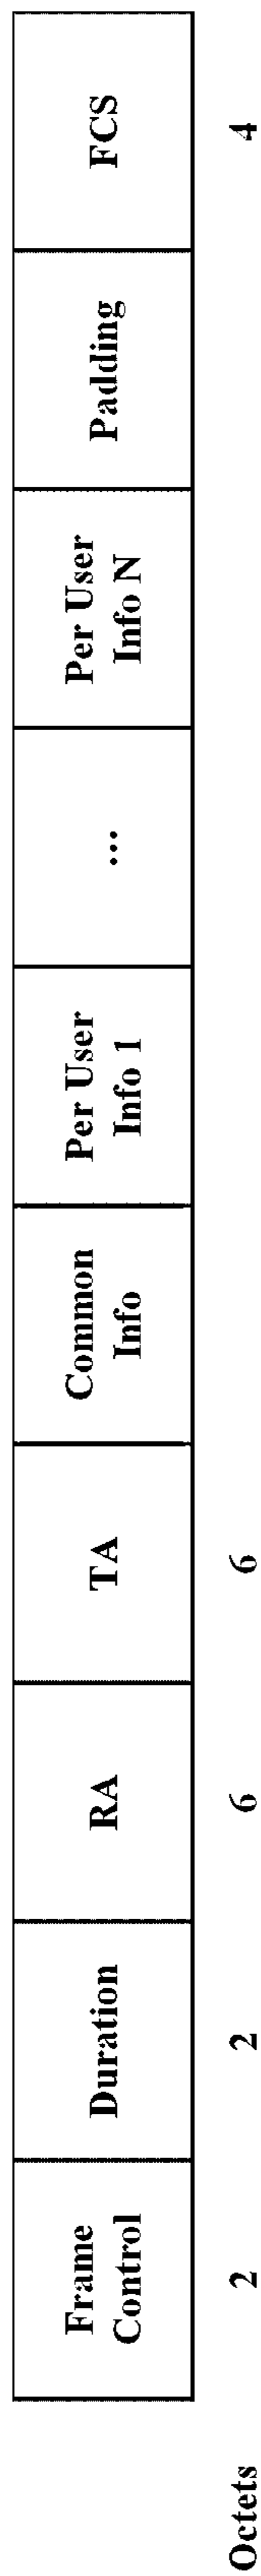 Frame
Control
Duration
RA
TA
Common
Info
Per User
Info 1
...
Per User
Info N
Padding
FCS
Octets 2 2 6 6 4